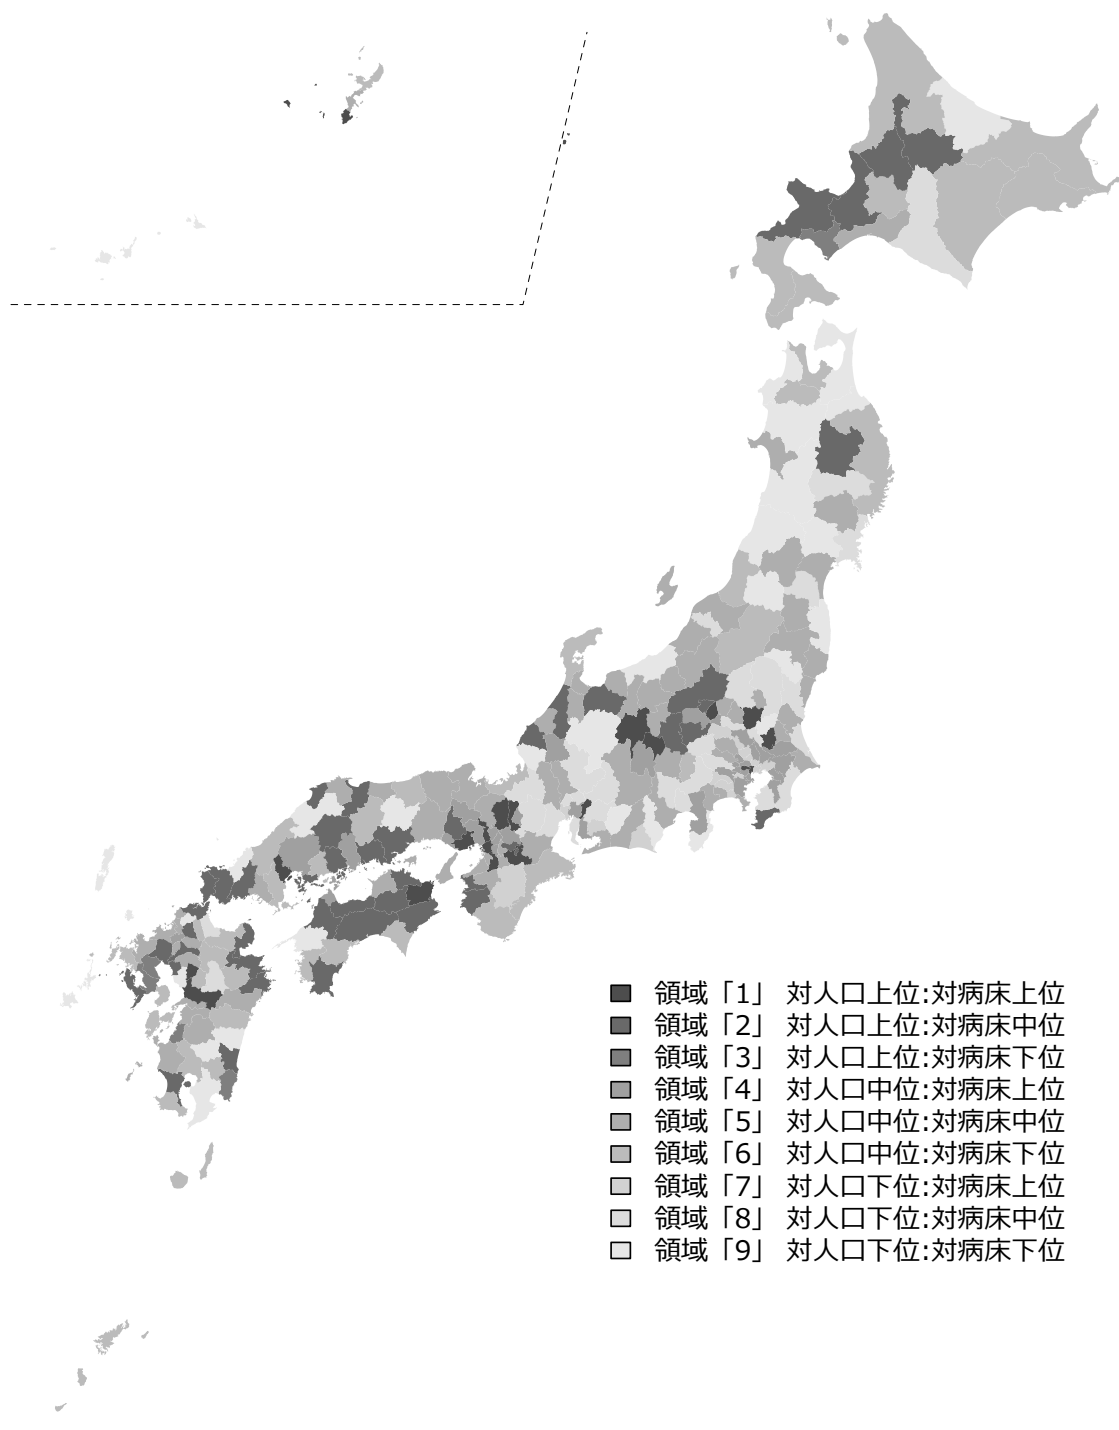 領域「1」 対人口上位:対病床上位
領域「2」 対人口上位:対病床中位
領域「3」 対人口上位:対病床下位
領域「4」 対人口中位:対病床上位
領域「5」 対人口中位:対病床中位
領域「6」 対人口中位:対病床下位
領域「7」 対人口下位:対病床上位
領域「8」 対人口下位:対病床中位
領域「9」 対人口下位:対病床下位